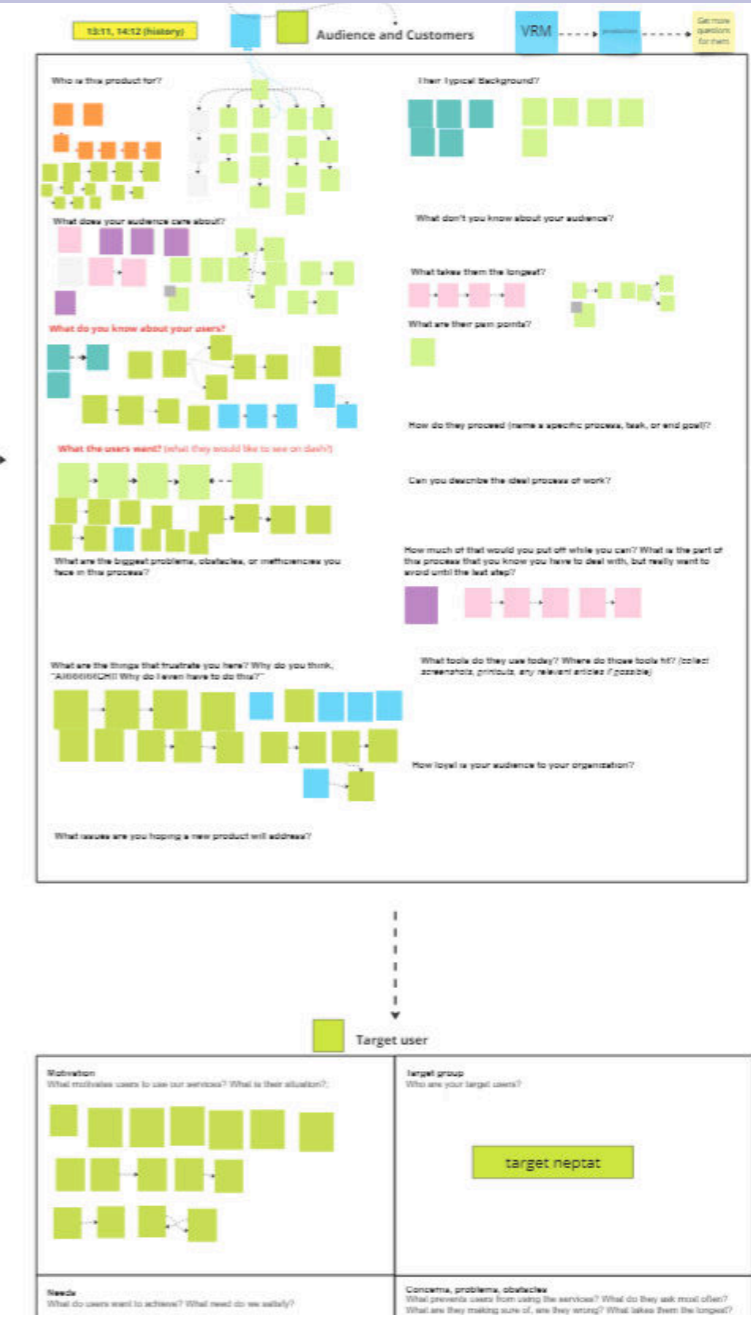 13:11, 14:12 (history)
Audience and Customers
VRM
Get more
questions
for them
Who is this product for?
Their Typical Background?
What does your audience care about?
What don't you know about your audience?
What takes them the longest?
What are their pain points?
What do you know about your users?
How do they proceed (name a specific process, task, or end goal)?
What the users want? (what they would like to see on dash?)
Can you describe the ideal process of work?
What are the biggest problems, obstacles, or inefficiencies you
face in this process?
How much of that would you put off while you can? What is the part of
this process that you know you have to deal with, but really want to
avoid until the last step?
What are the things that frustrate you here? Why do you think,
Why do I even have to do this?"
What tools do they use today? Where do those tools fit? (collect
screenshots, printouts, any relevant articles if possible)
How loyal is your audience to your organization?
What issues are you hoping a new product will address?
Target user
Motivation
What motivates users to use our services? What is their situation?;
Target group
Who are your target users?
target neptat
Needs
What do users want to achieve? What need do we satisfy?
Concerns, problems, obstacles
What prevents users from using the services? What do they ask most often?
What are they making sure of, are they wrong? What takes them the longest?